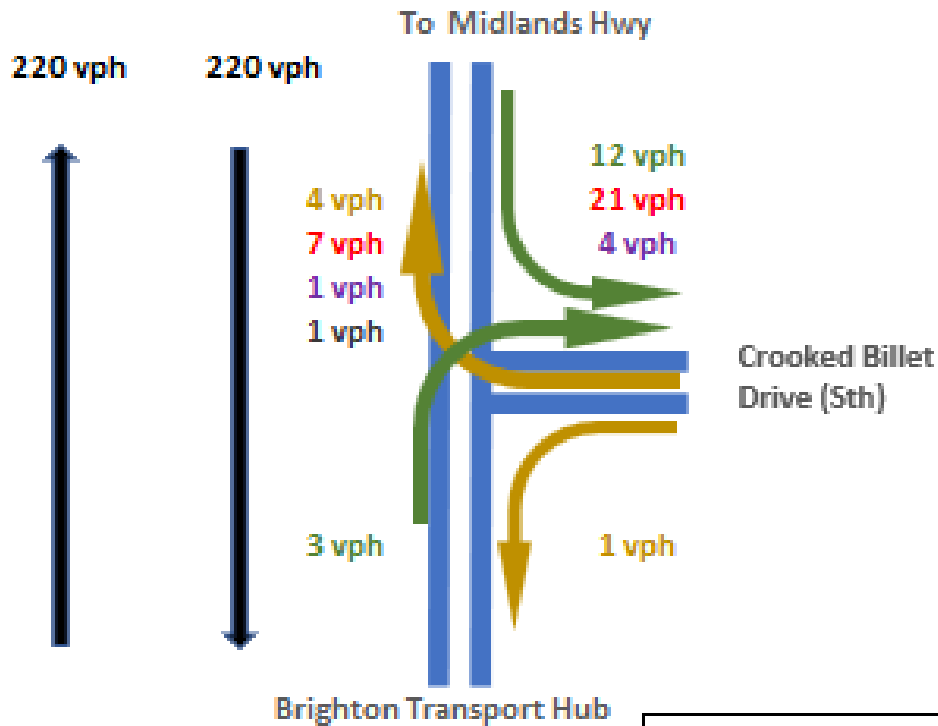 To Midlands Hwy
220 vph
220 vph
12 vph
21 vph
4 vph
4 vph
7 vph
1 vph
1 vph
Crooked Billet
Drive (Sth)
3 vph
1 vph
Brighton Transport Hub